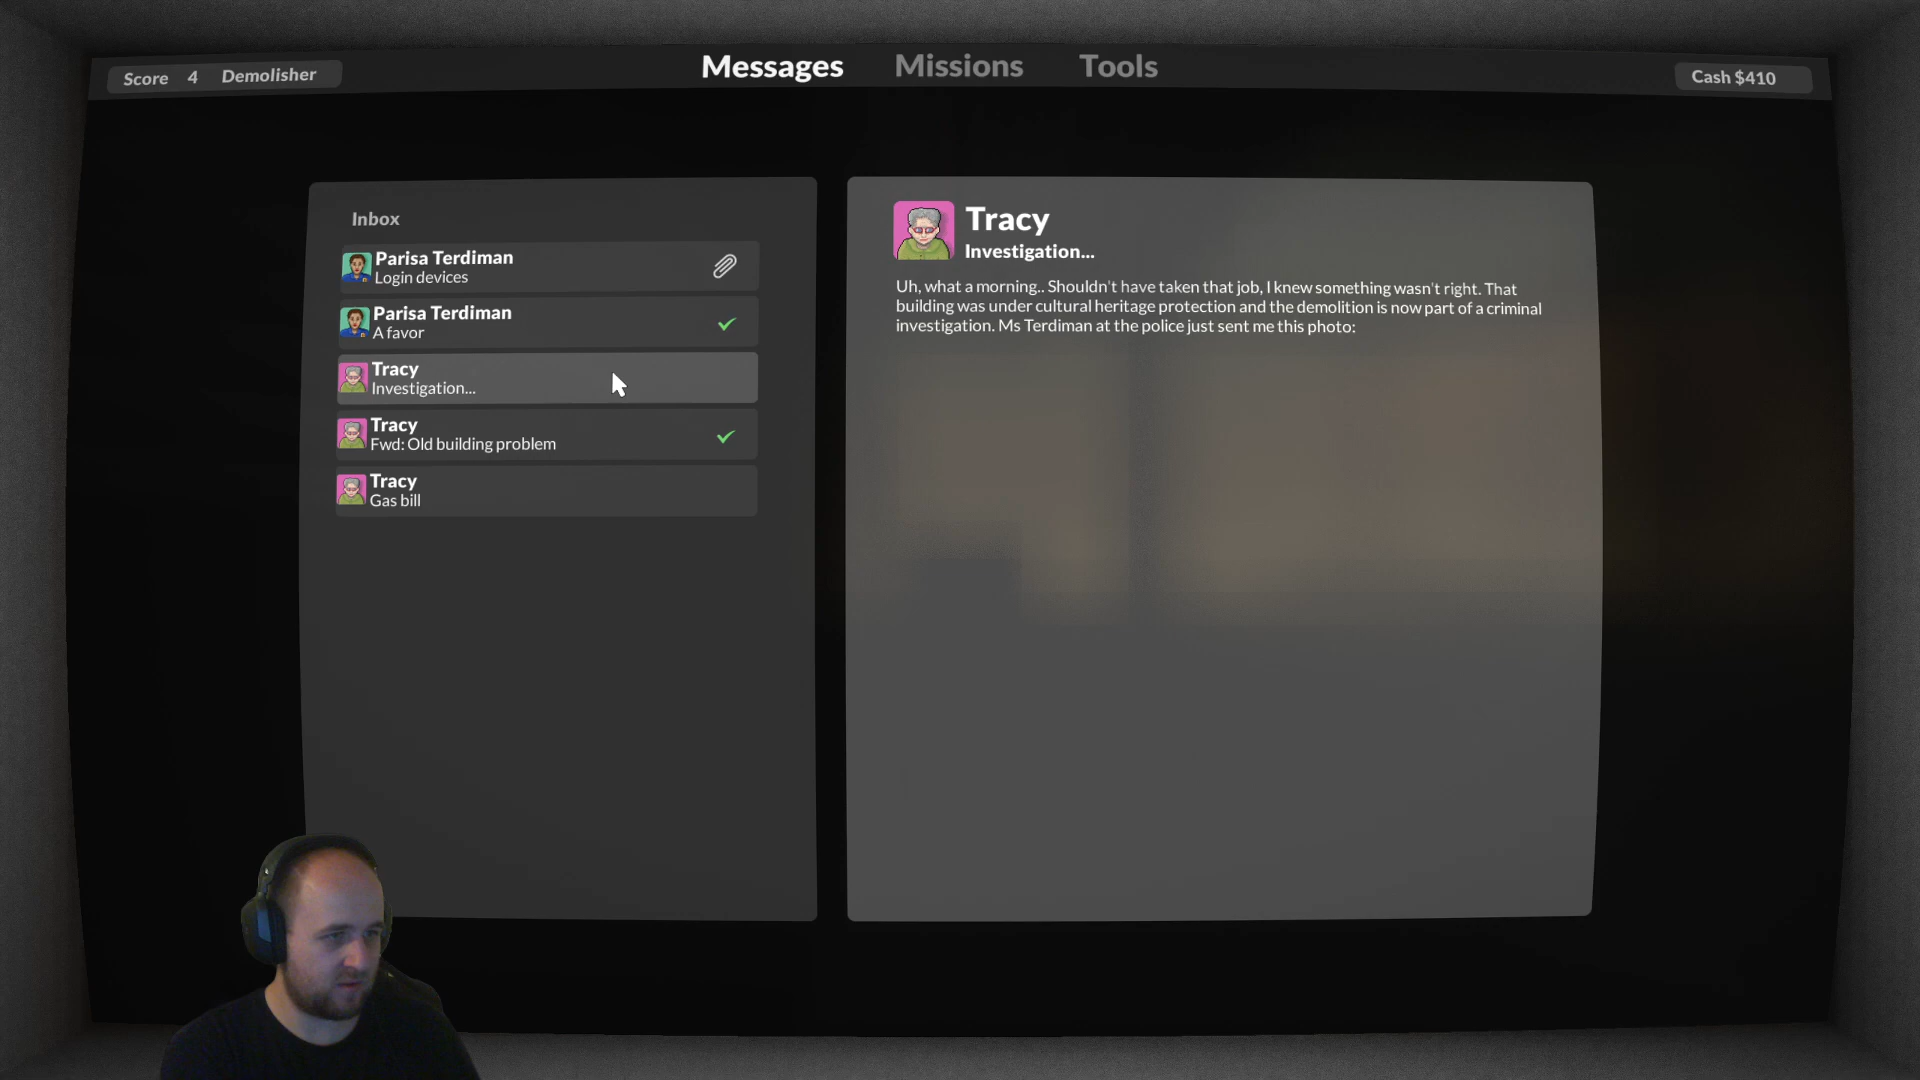 Score 4 Demolisher
Messages
Missions
Tools
Cash $410
Inbox
Parisa Terdiman
Login devices
Parisa Terdiman
A favor
Tracy
Investigation...
Tracy
Fwd: Old building problem
Tracy
Gas bill
Tracy
Investigation...
Uh, what a morning.. Shouldn't have taken that job, I knew something wasn't right. That
building was under cultural heritage protection and the demolition is now part of a criminal
investigation. Ms Terdiman at the police just sent me this photo: